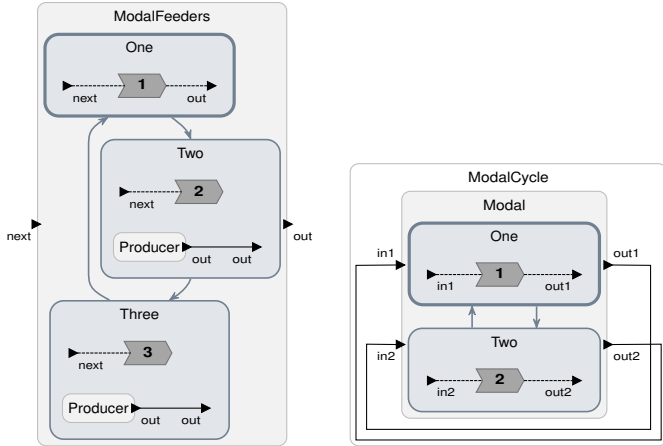 ModalFeeders
One
1
next out
Two
2
next
Producer
out out
next
out
Three
3
next
Producer
out out
ModalCycle
Modal
One
in1
out1
1
in1 out1
Two
in2
out2
2
in2 out2